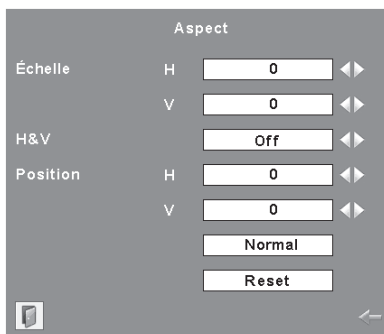 Aspect
Échelle H 0
V 0
H&V Off
Position H 0
V 0
Normal
Reset